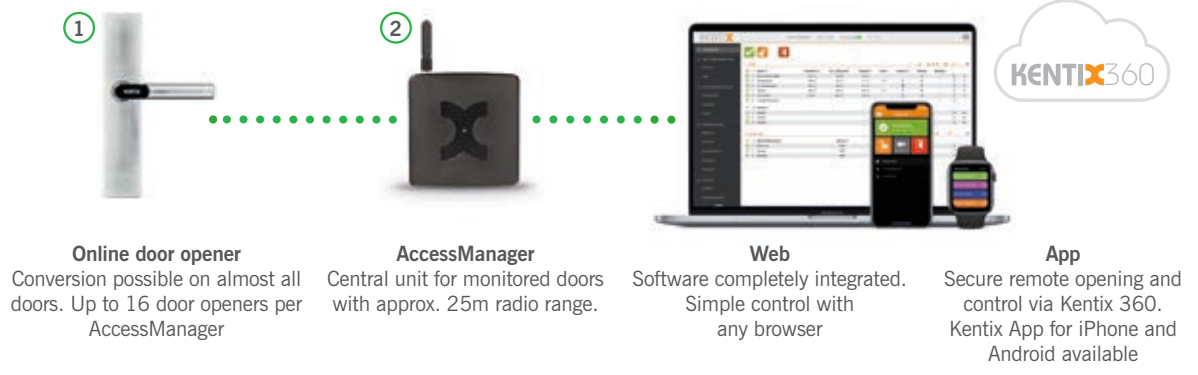 1
2
KENTIX360
Online door opener
Conversion possible on almost all
doors. Up to 16 door openers per
AccessManager
AccessManager
Central unit for monitored doors
with approx. 25m radio range.
Web
Software completely integrated.
Simple control with
any browser
App
Secure remote opening and
control via Kentix 360.
Kentix App for iPhone and
Android available